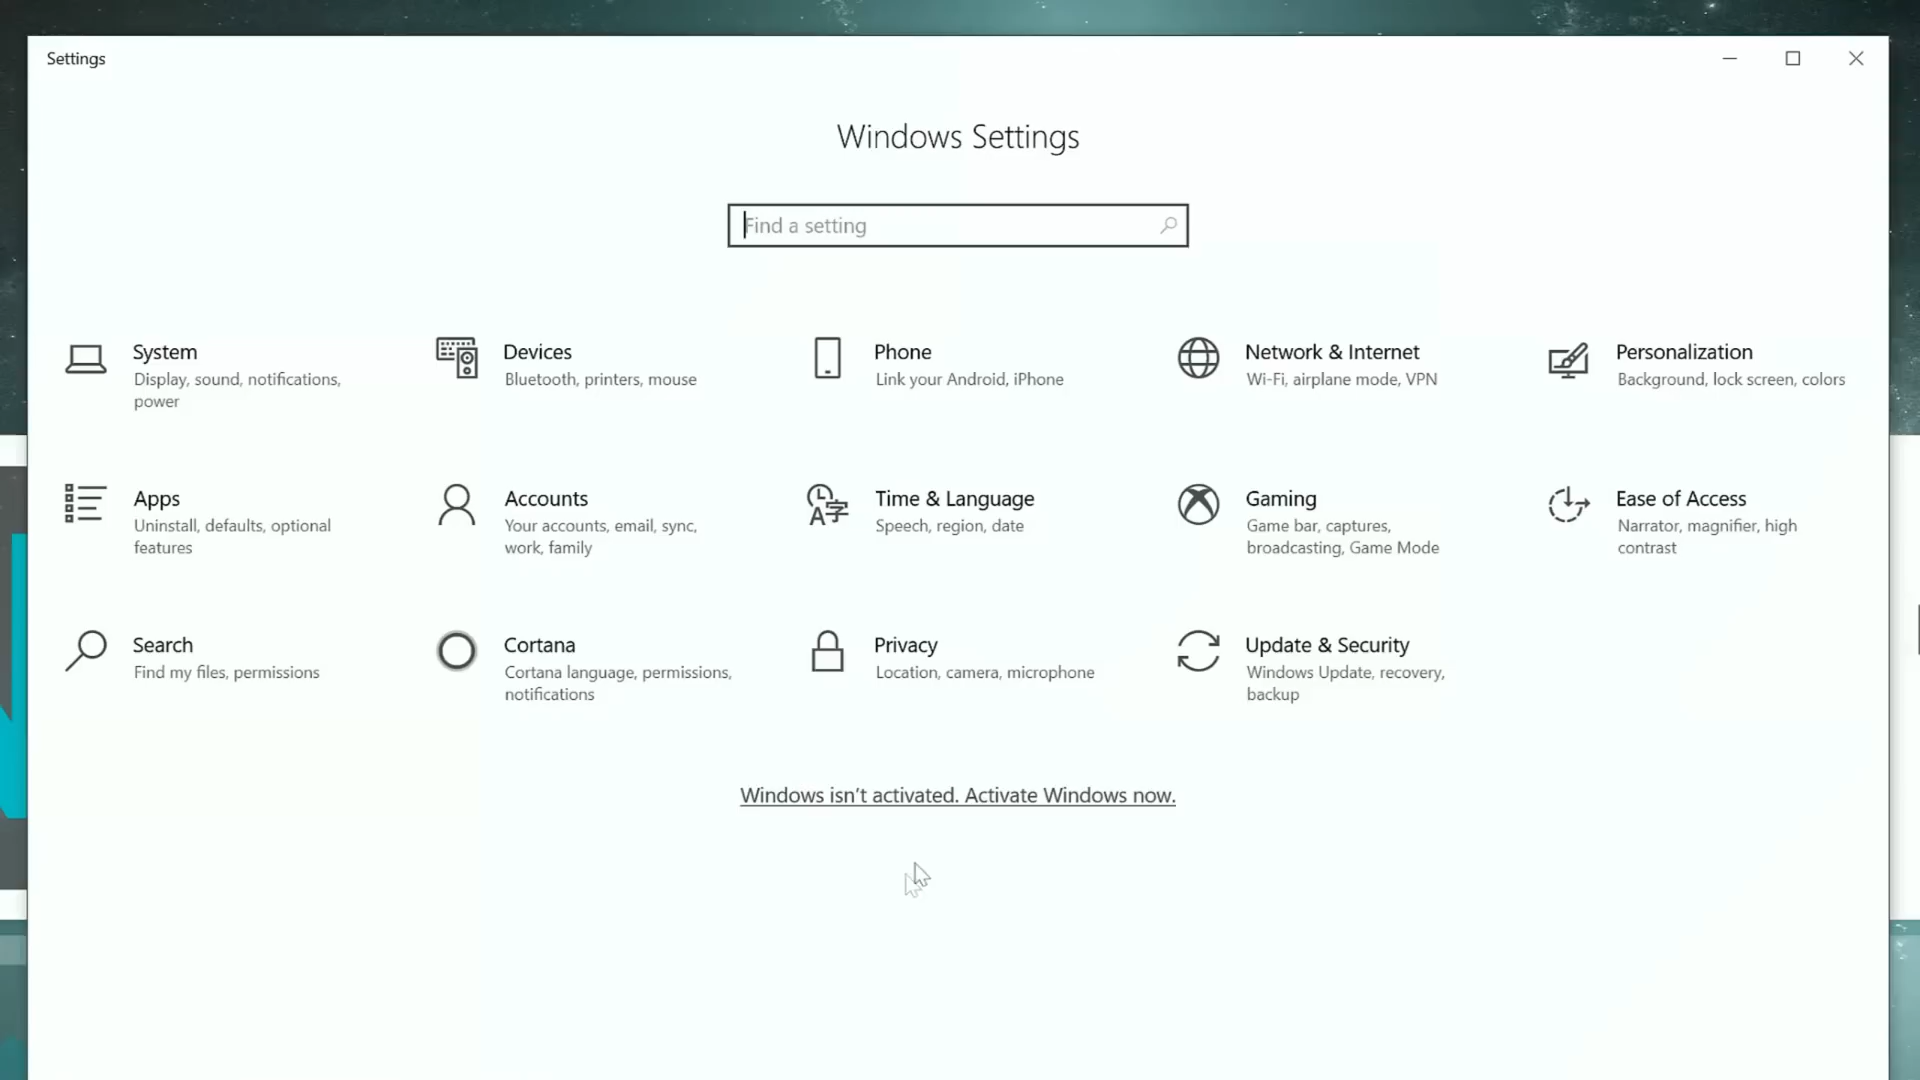 Settings
Windows Settings
Find a setting
System
Display, sound, notifications,
power
Devices
Bluetooth, printers, mouse
Phone
Link your Android, iPhone
Network & Internet
Wi-Fi, airplane mode, VPN
Personalization
Background, lock screen, colors
Apps
Uninstall, defaults, optional
features
Accounts
Your accounts, email, sync,
work, family
Time & Language
Speech, region, date
Gaming
Game bar, captures,
broadcasting, Game Mode
Ease of Access
Narrator, magnifier, high
contrast
Search
Find my files, permissions
Cortana
Cortana language, permissions,
notifications
Privacy
Location, camera, microphone
Update & Security
Windows Update, recovery,
backup
Windows isn't activated. Activate Windows now.